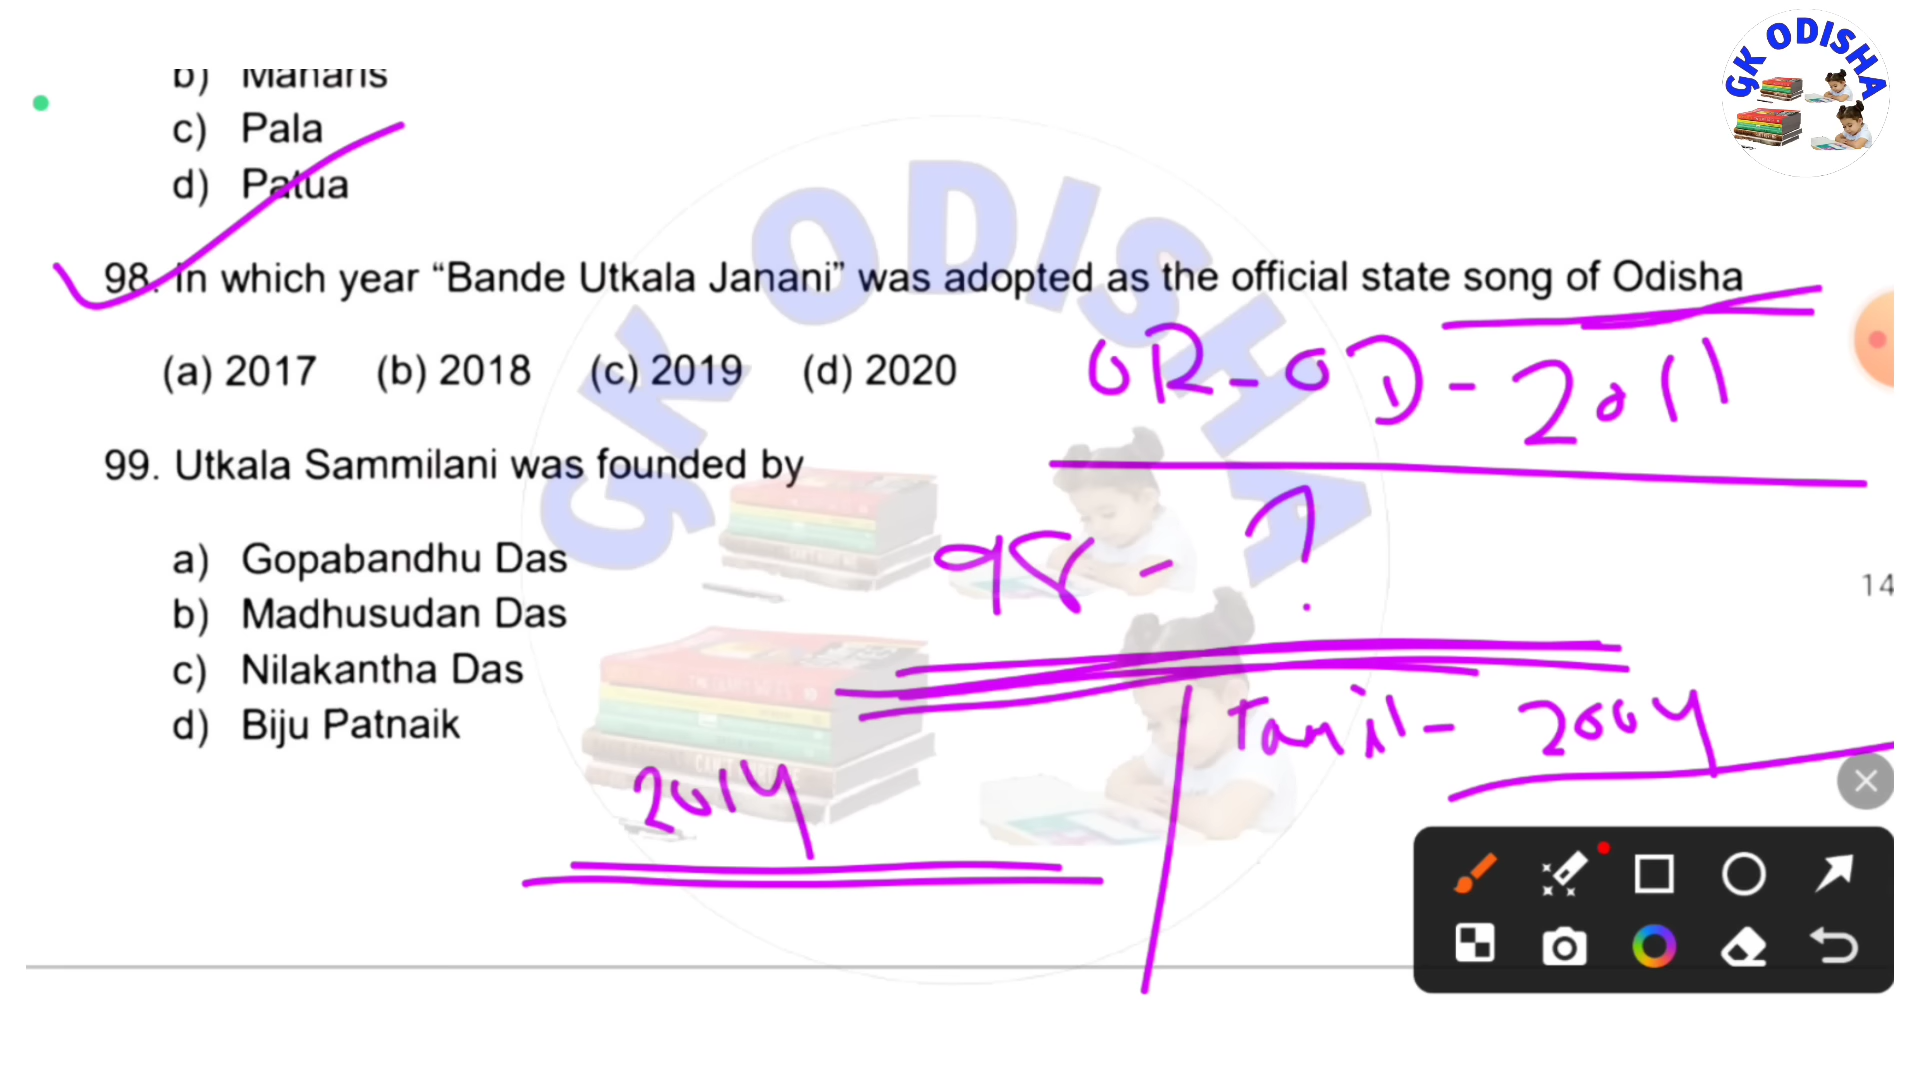 GK ODISHA
b) Maharis
c) Pala
d) Patua
98. In which year “Bande Utkala Janani” was adopted as the official state song of Odisha
(a) 2017 (b) 2018 (c) 2019 (d) 2020
OR-OD-2011
99. Utkala Sammilani was founded by
98 - ?
a) Gopabandhu Das
14
b) Madhusudan Das
c) Nilakantha Das
d) Biju Patnaik
Tamil - 2004
2014
GK ODISHA